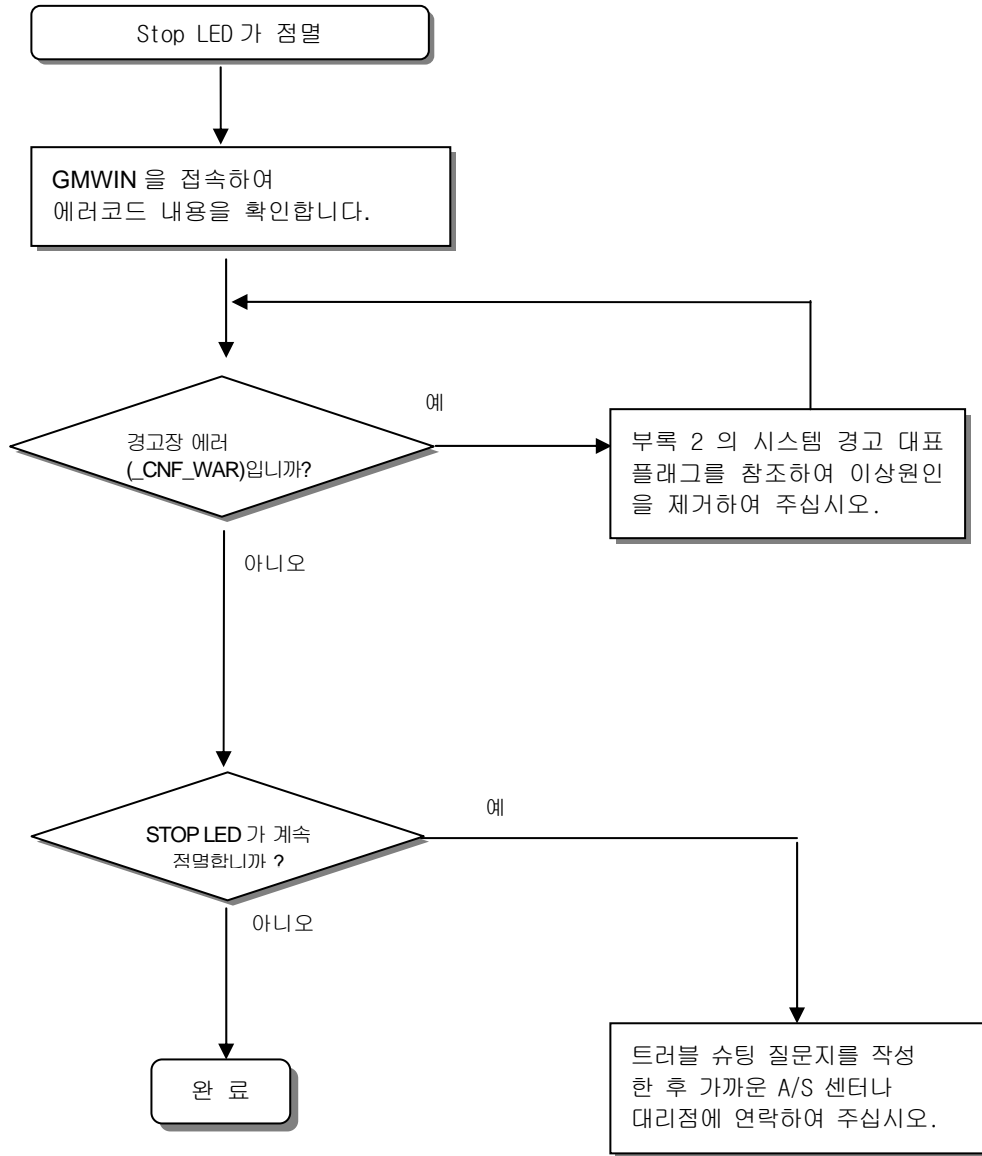 Stop LED 가 점멸
GMWIN 을 접속하여
에러코드 내용을 확인합니다.
예
경고장 에러
(_CNF_WAR)입니까?
부록 2 의 시스템 경고 대표
플래그를 참조하여 이상원인
을 제거하여 주십시오.
아니오
예
STOP LED 가 계속
점멸합니까 ?
아니오
완 료
트러블 슈팅 질문지를 작성
한 후 가까운 A/S 센터나
대리점에 연락하여 주십시오.